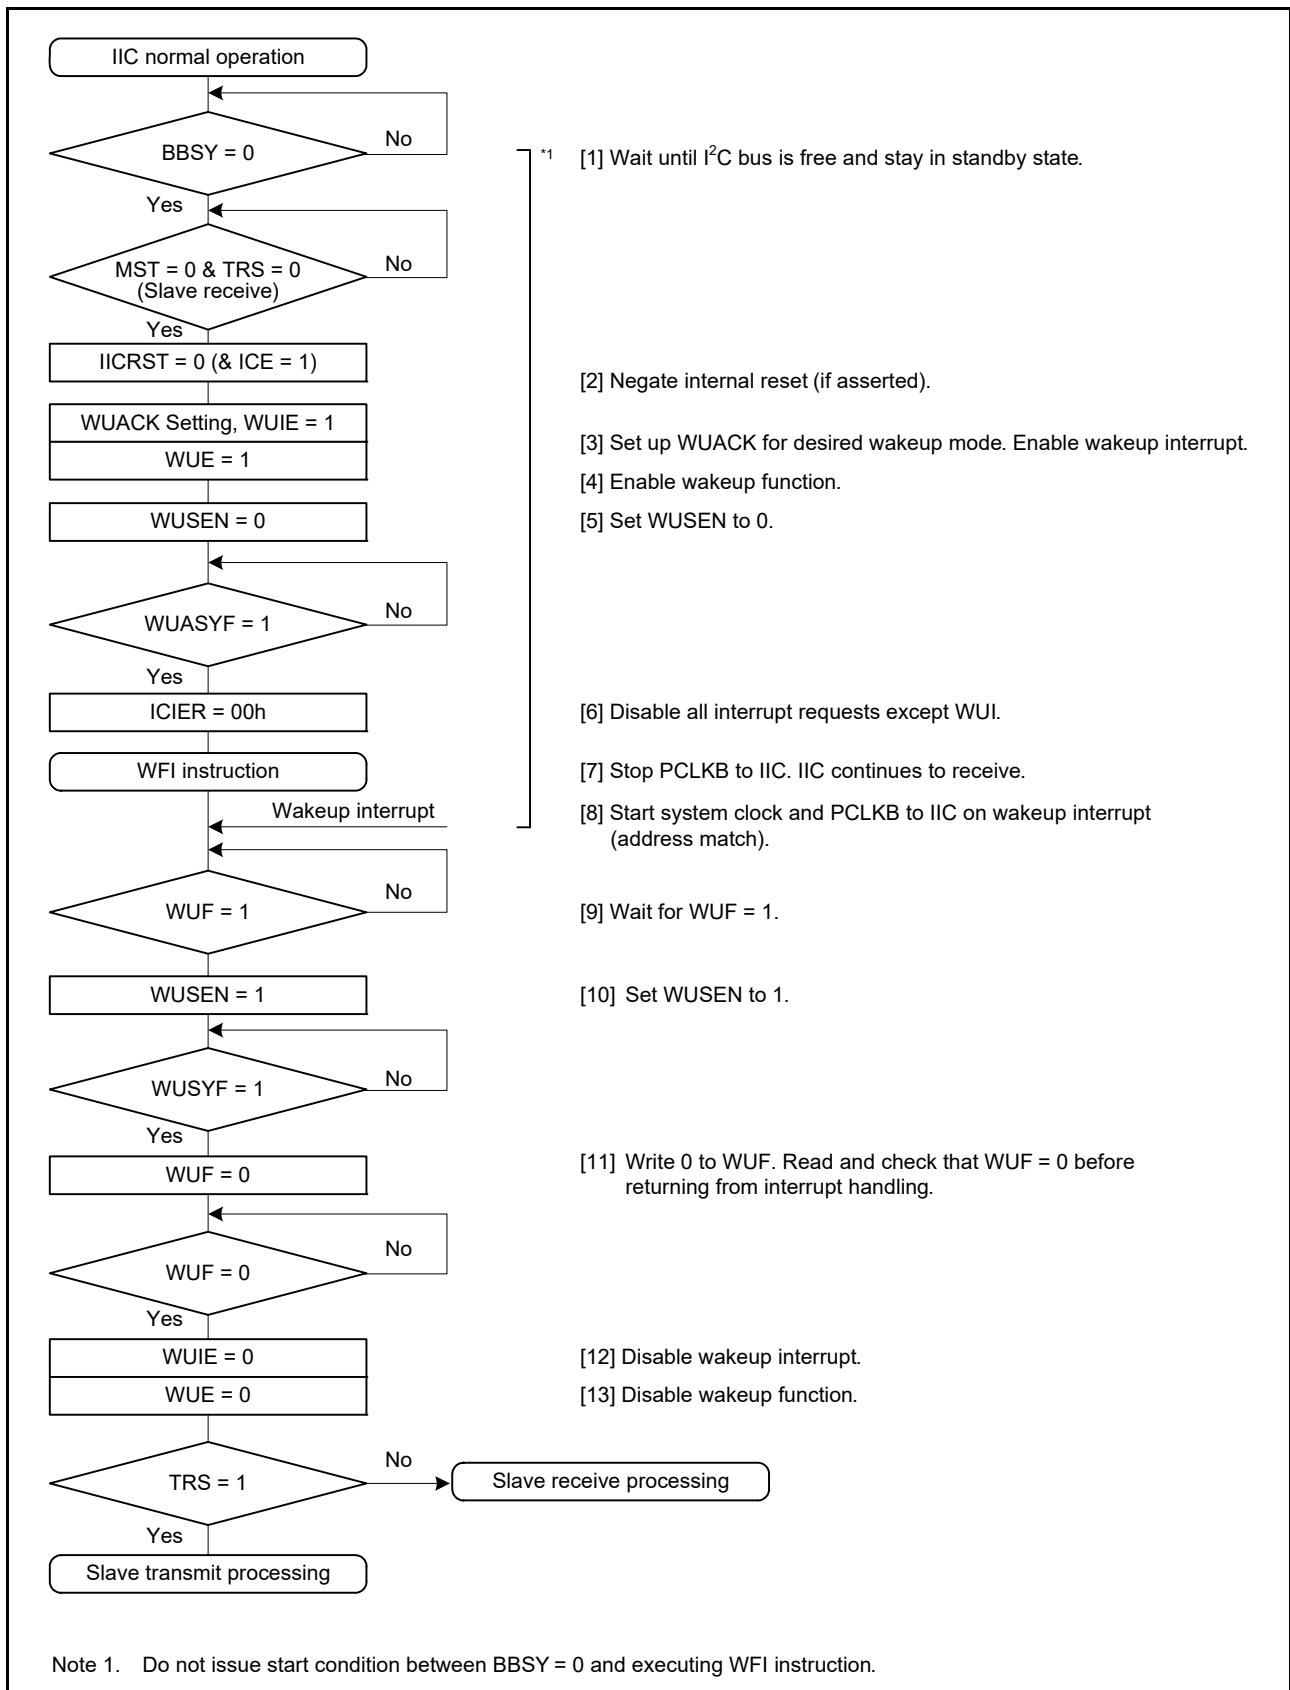 IIC normal operation
BBSY = 0
No
*1
[1] Wait until I²C bus is free and stay in standby state.
Yes
MST = 0 & TRS = 0
(Slave receive)
No
Yes
IICRST = 0 (& ICE = 1)
[2] Negate internal reset (if asserted).
WUACK Setting, WUIE = 1
[3] Set up WUACK for desired wakeup mode. Enable wakeup interrupt.
WUE = 1
[4] Enable wakeup function.
WUSEN = 0
[5] Set WUSEN to 0.
WUASYF = 1
No
Yes
ICIER = 00h
[6] Disable all interrupt requests except WUI.
WFI instruction
[7] Stop PCLKB to IIC. IIC continues to receive.
Wakeup interrupt
[8] Start system clock and PCLKB to IIC on wakeup interrupt
(address match).
No
WUF = 1
[9] Wait for WUF = 1.
WUSEN = 1
[10] Set WUSEN to 1.
WUSYF = 1
No
Yes
WUF = 0
[11] Write 0 to WUF. Read and check that WUF = 0 before
returning from interrupt handling.
No
WUF = 0
Yes
WUIE = 0
[12] Disable wakeup interrupt.
WUE = 0
[13] Disable wakeup function.
No
TRS = 1
Slave receive processing
Yes
Slave transmit processing
Note 1. Do not issue start condition between BBSY = 0 and executing WFI instruction.